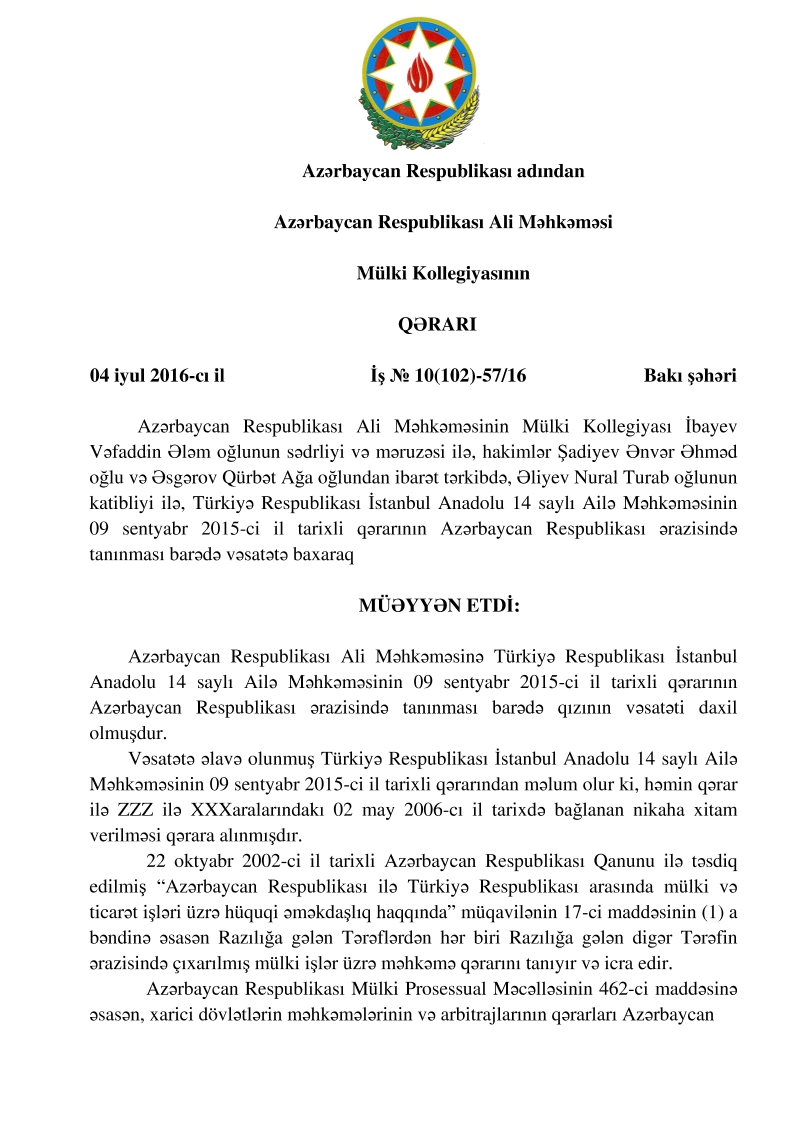 Azərbaycan Respublikası adından
Azərbaycan Respublikası Ali Məhkəməsi
Mülki Kollegiyasının
QƏRARI
04 iyul 2016-cı il İş № 10(102)-57/16 Bakı şəhəri
Azərbaycan Respublikası Ali Məhkəməsinin Mülki Kollegiyası İbayev
Vəfaddin Ələm oğlunun sədrliyi və məruzəsi ilə, hakimlər Şadiyev Ənvər Əhməd
oğlu və Əsgərov Qürbət Ağa oğlundan ibarət tərkibdə, Əliyev Nural Turab oğlunun
katibliyi ilə, Türkiyə Respublikası İstanbul Anadolu 14 saylı Ailə Məhkəməsinin
09 sentyabr 2015-ci il tarixli qərarının Azərbaycan Respublikası ərazisində
tanınması barədə vəsatətə baxaraq
MÜƏYYƏN ETDİ:
Azərbaycan Respublikası Ali Məhkəməsinə Türkiyə Respublikası İstanbul
Anadolu 14 saylı Ailə Məhkəməsinin 09 sentyabr 2015-ci il tarixli qərarının
Azərbaycan Respublikası ərazisində tanınması barədə qızının vəsatəti daxil
olmuşdur.
Vəsatətə əlavə olunmuş Türkiyə Respublikası İstanbul Anadolu 14 saylı Ailə
Məhkəməsinin 09 sentyabr 2015-ci il tarixli qərarından məlum olur ki, həmin qərar
ilə ZZZ ilə XXXaralarındakı 02 may 2006-cı il tarixdə bağlanan nikaha xitam
verilməsi qərara alınmışdır.
22 oktyabr 2002-ci il tarixli Azərbaycan Respublikası Qanunu ilə təsdiq
edilmiş “Azərbaycan Respublikası ilə Türkiyə Respublikası arasında mülki və
ticarət işləri üzrə hüquqi əməkdaşlıq haqqında” müqavilənin 17-ci maddəsinin (1) a
bəndinə əsasən Razılığa gələn Tərəflərdən hər biri Razılığa gələn digər Tərəfin
ərazisində çıxarılmış mülki işlər üzrə məhkəmə qərarını tanıyır və icra edir.
Azərbaycan Respublikası Mülki Prosessual Məcəlləsinin 462-ci maddəsinə
əsasən, xarici dövlətlərin məhkəmələrinin və arbitrajlarının qərarları Azərbaycan